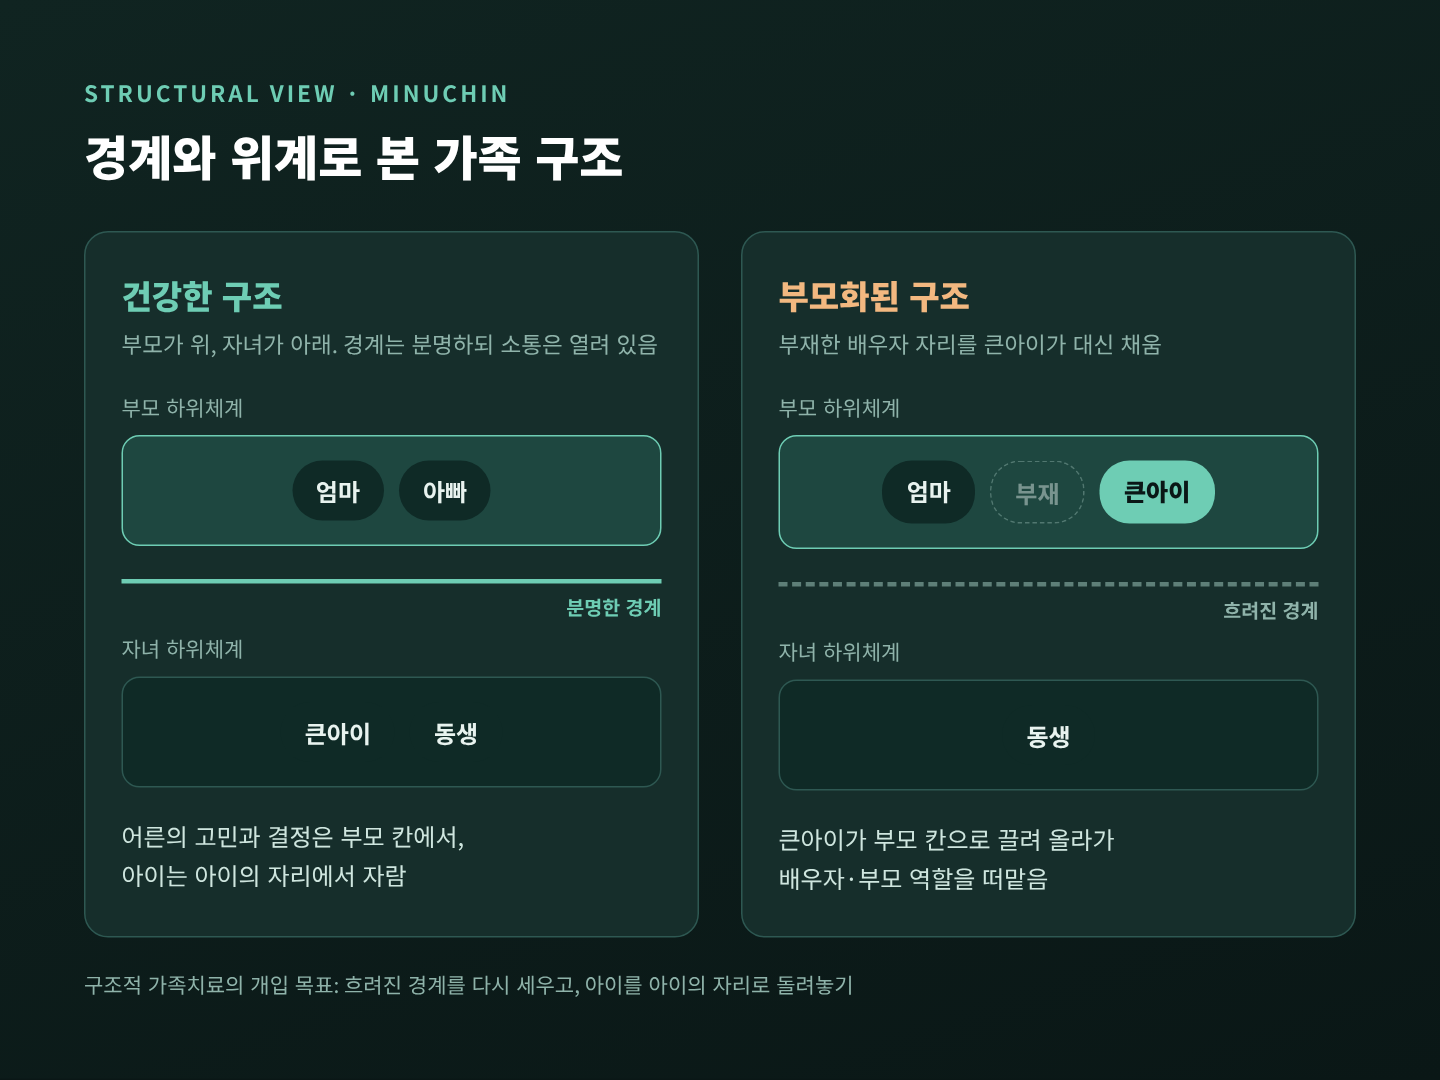 STRUCTURAL VIEW · MINUCHIN
경계와 위계로 본 가족 구조
건강한 구조
부모가 위, 자녀가 아래. 경계는 분명하되 소통은 열려 있음
부모 하위체계
엄마
아빠
분명한 경계
자녀 하위체계
큰아이
동생
어른의 고민과 결정은 부모 칸에서,
아이는 아이의 자리에서 자람
부모화된 구조
부재한 배우자 자리를 큰아이가 대신 채움
부모 하위체계
엄마
부재
큰아이
흐려진 경계
자녀 하위체계
동생
큰아이가 부모 칸으로 끌려 올라가
배우자·부모 역할을 떠맡음
구조적 가족치료의 개입 목표: 흐려진 경계를 다시 세우고, 아이를 아이의 자리로 돌려놓기